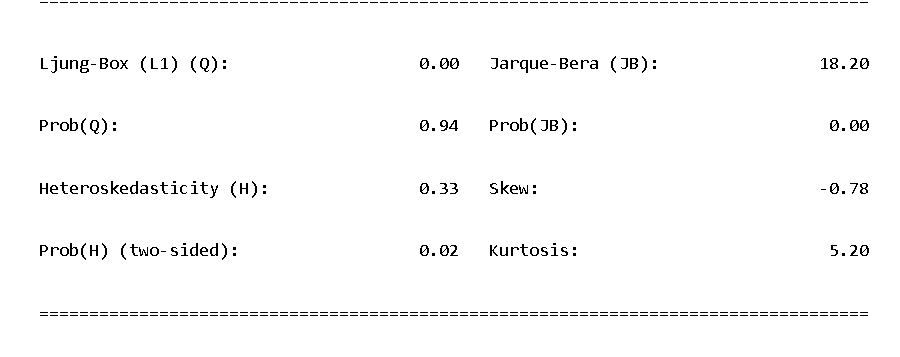 Ljung-Box (L1) (Q): 0.00 Jarque-Bera (JB): 18.20
Prob(Q): 0.94 Prob(JB): 0.00
Heteroskedasticity (H): 0.33 Skew: -0.78
Prob(H) (two-sided): 0.02 Kurtosis: 5.20
===================================================================================